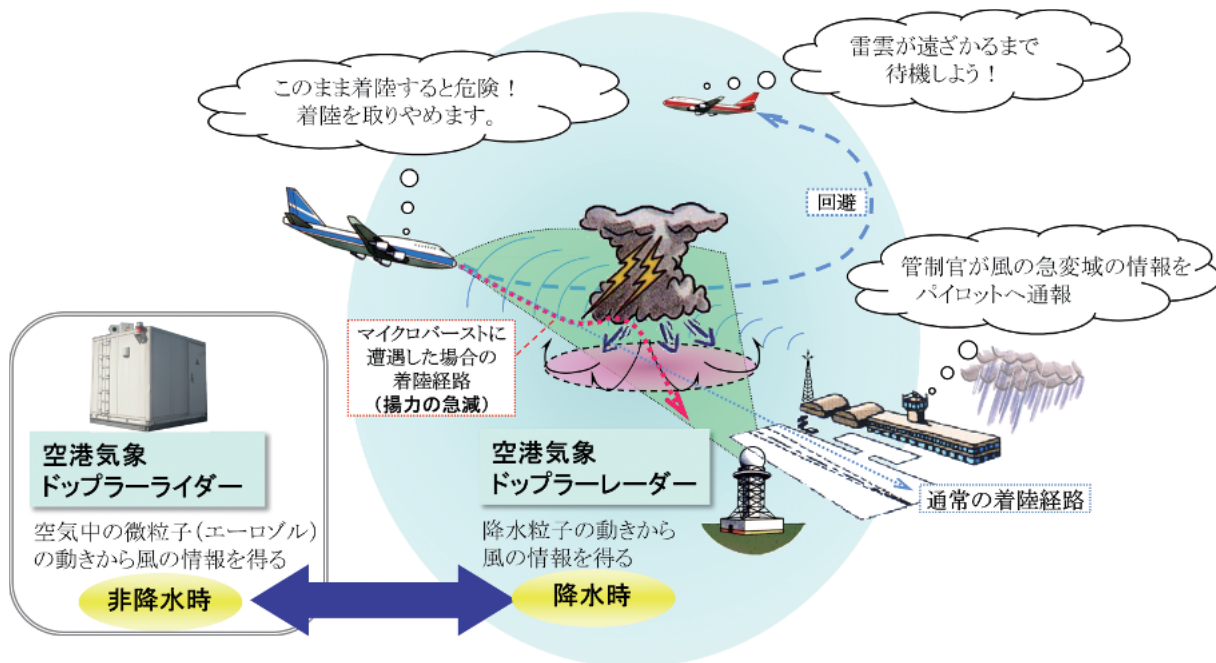 雷雲が遠ざかるまで
待機しよう！
このまま着陸すると危険！
着陸を取りやめます。
回避
管制官が風の急変域の情報を
パイロットへ通報
マイクロバーストに
遭遇した場合の
着陸経路
(揚力の急減)
空港気象
ドップラーライダー
空気中の微粒子(エーロゾル)
の動きから風の情報を得る
非降水時
空港気象
ドップラーレーダー
降水粒子の動きから
風の情報を得る
降水時
通常の着陸経路